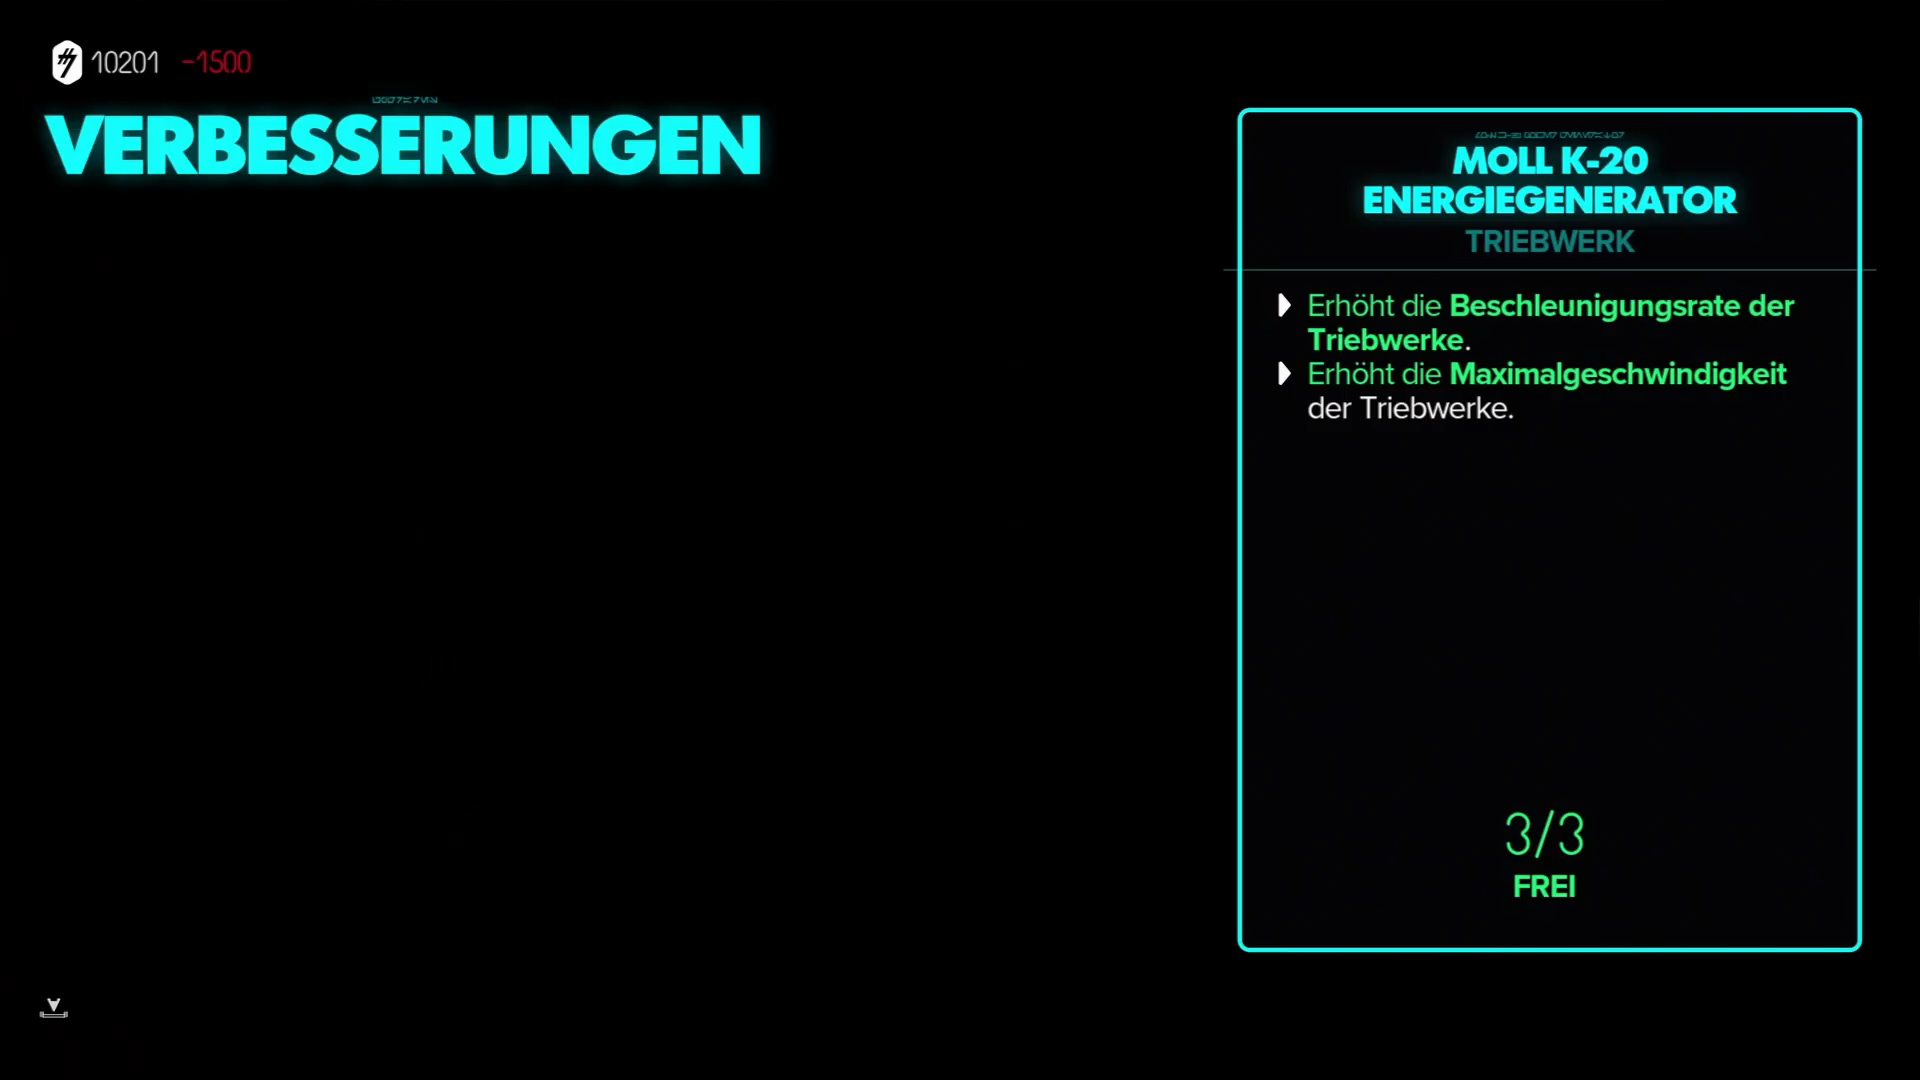 10201 -1500
VERBESSERUNGEN
MOLL K-20
ENERGIEGENERATOR
TRIEBWERK
Erhöht die Beschleunigungsrate der
Triebwerke.
Erhöht die Maximalgeschwindigkeit
der Triebwerke.
3/3
FREI